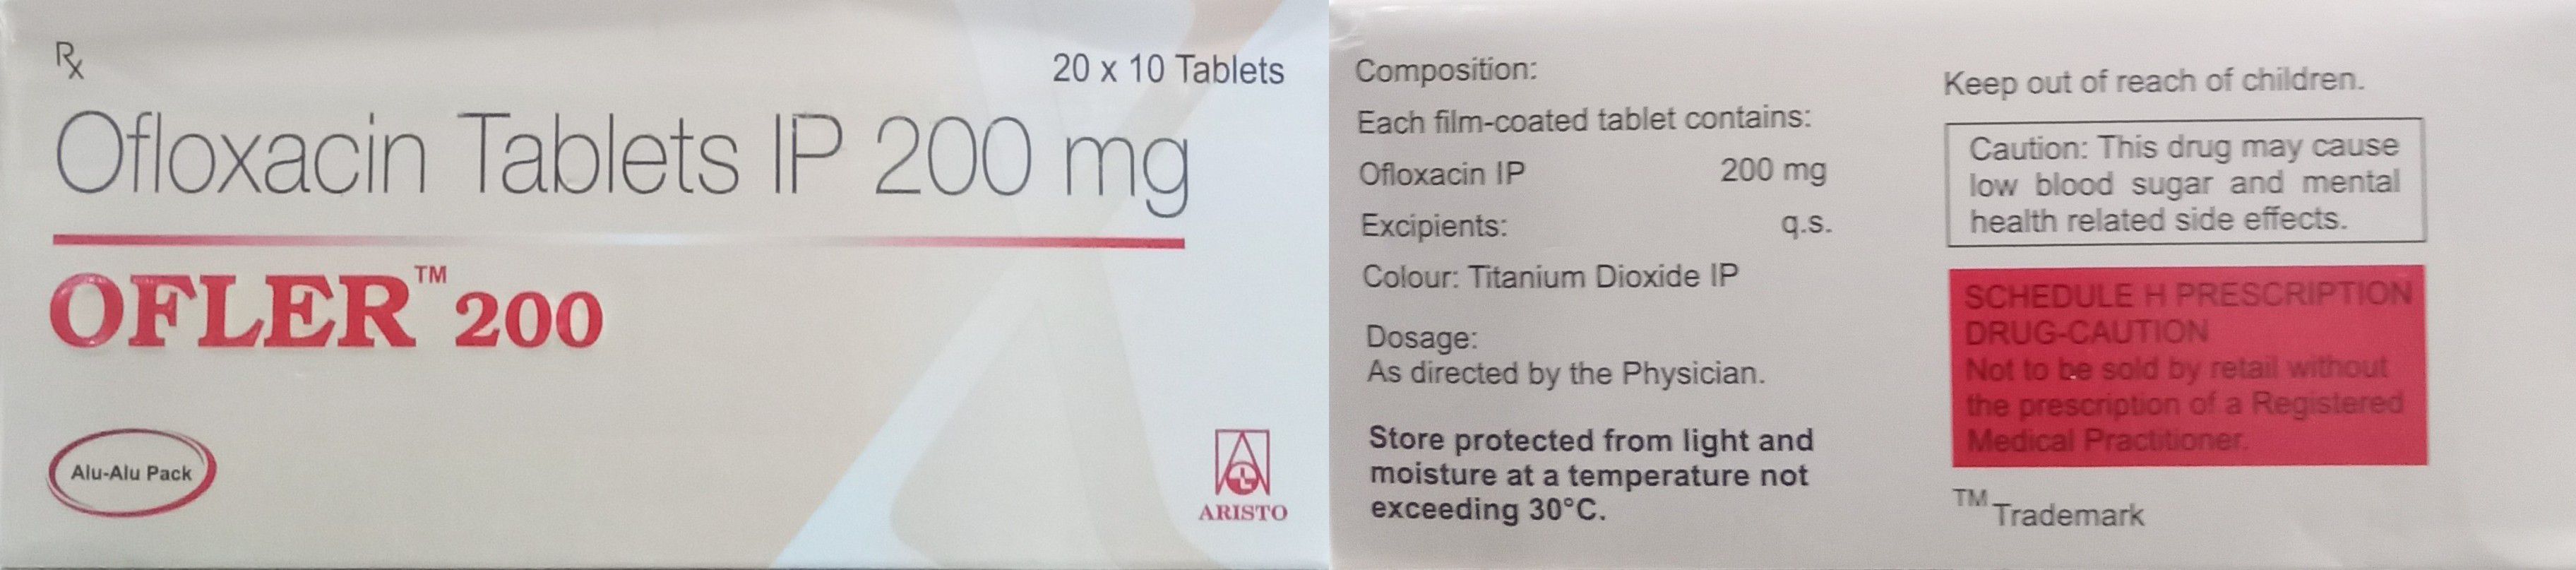 Rx
20 x 10 Tablets
Ofloxacin Tablets IP 200 mg
OFLER™ 200
Alu-Alu Pack
ARISTO
Composition:
Each film-coated tablet contains:
Ofloxacin IP 200 mg
Excipients: q.s.
Colour: Titanium Dioxide IP
Dosage:
As directed by the Physician.
Store protected from light and
moisture at a temperature not
exceeding 30°C.
Keep out of reach of children.
Caution: This drug may cause
low blood sugar and mental
health related side effects.
SCHEDULE H PRESCRIPTION
DRUG-CAUTION
Not to be sold by retail without
the prescription of a Registered
Medical Practitioner.
™ Trademark